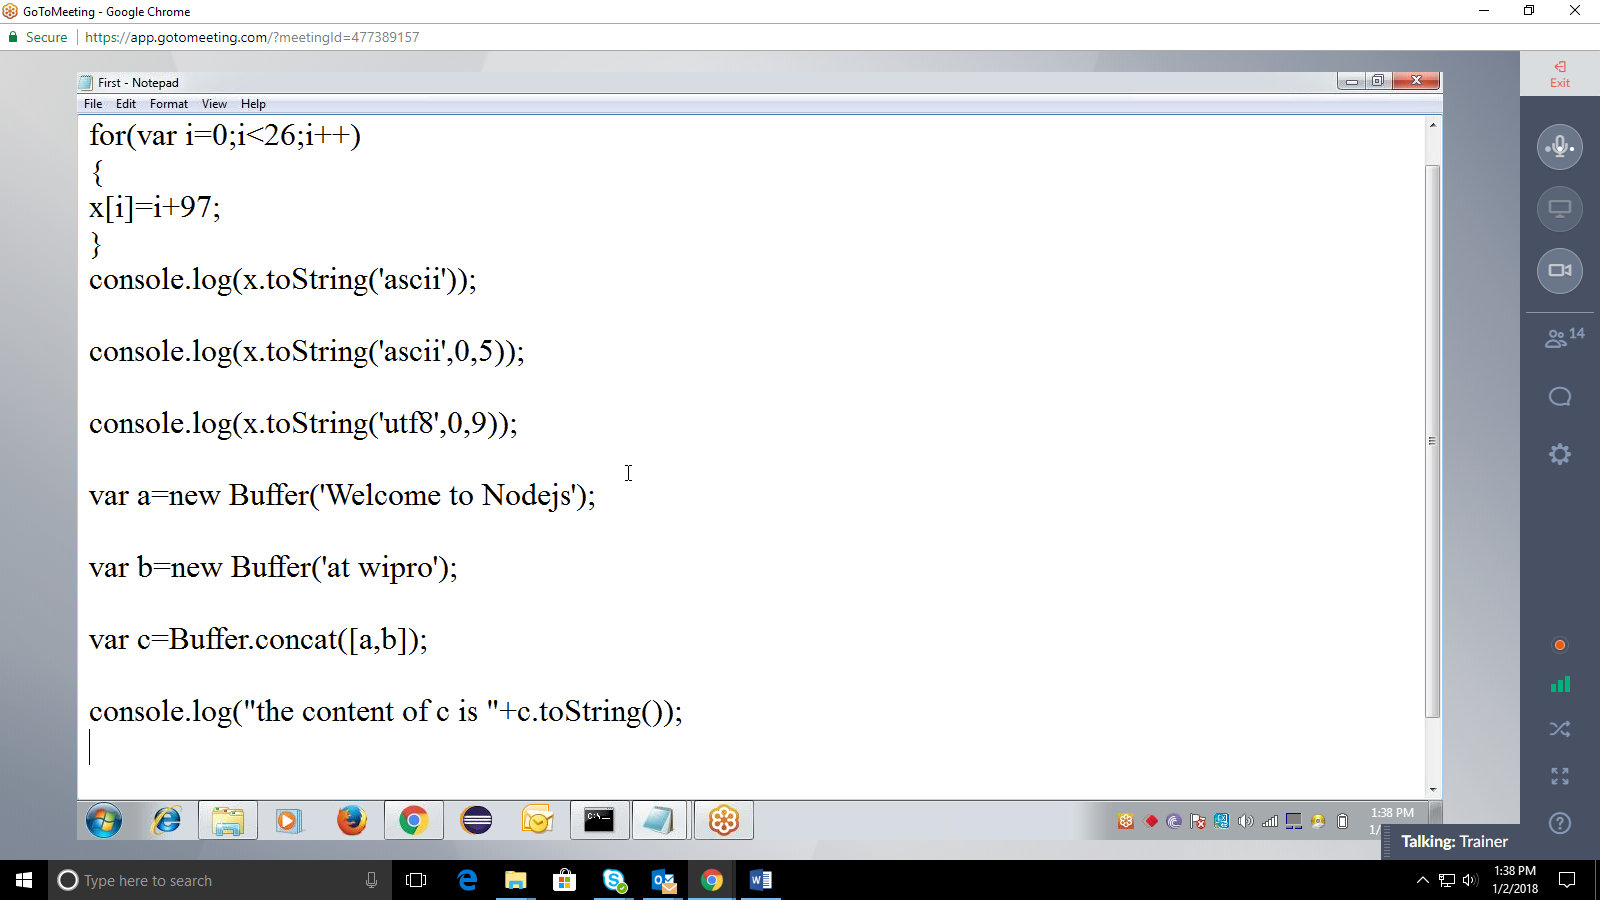 GoToMeeting - Google Chrome
Secure
https://app.gotomeeting.com/?meetingId=477389157
First - Notepad
File Edit Format View Help
for(var i=0;i<26;i++)
{
x[i]=i+97;
}
console.log(x.toString('ascii'));
console.log(x.toString('ascii',0,5));
console.log(x.toString('utf8',0,9));
var a=new Buffer('Welcome to Nodejs');
var b=new Buffer('at wipro');
var c=Buffer.concat([a,b]);
console.log("the content of c is "+c.toString());
Exit
14
C:\
1:38 PM
1/
Talking: Trainer
Type here to search
1:38 PM
1/2/2018